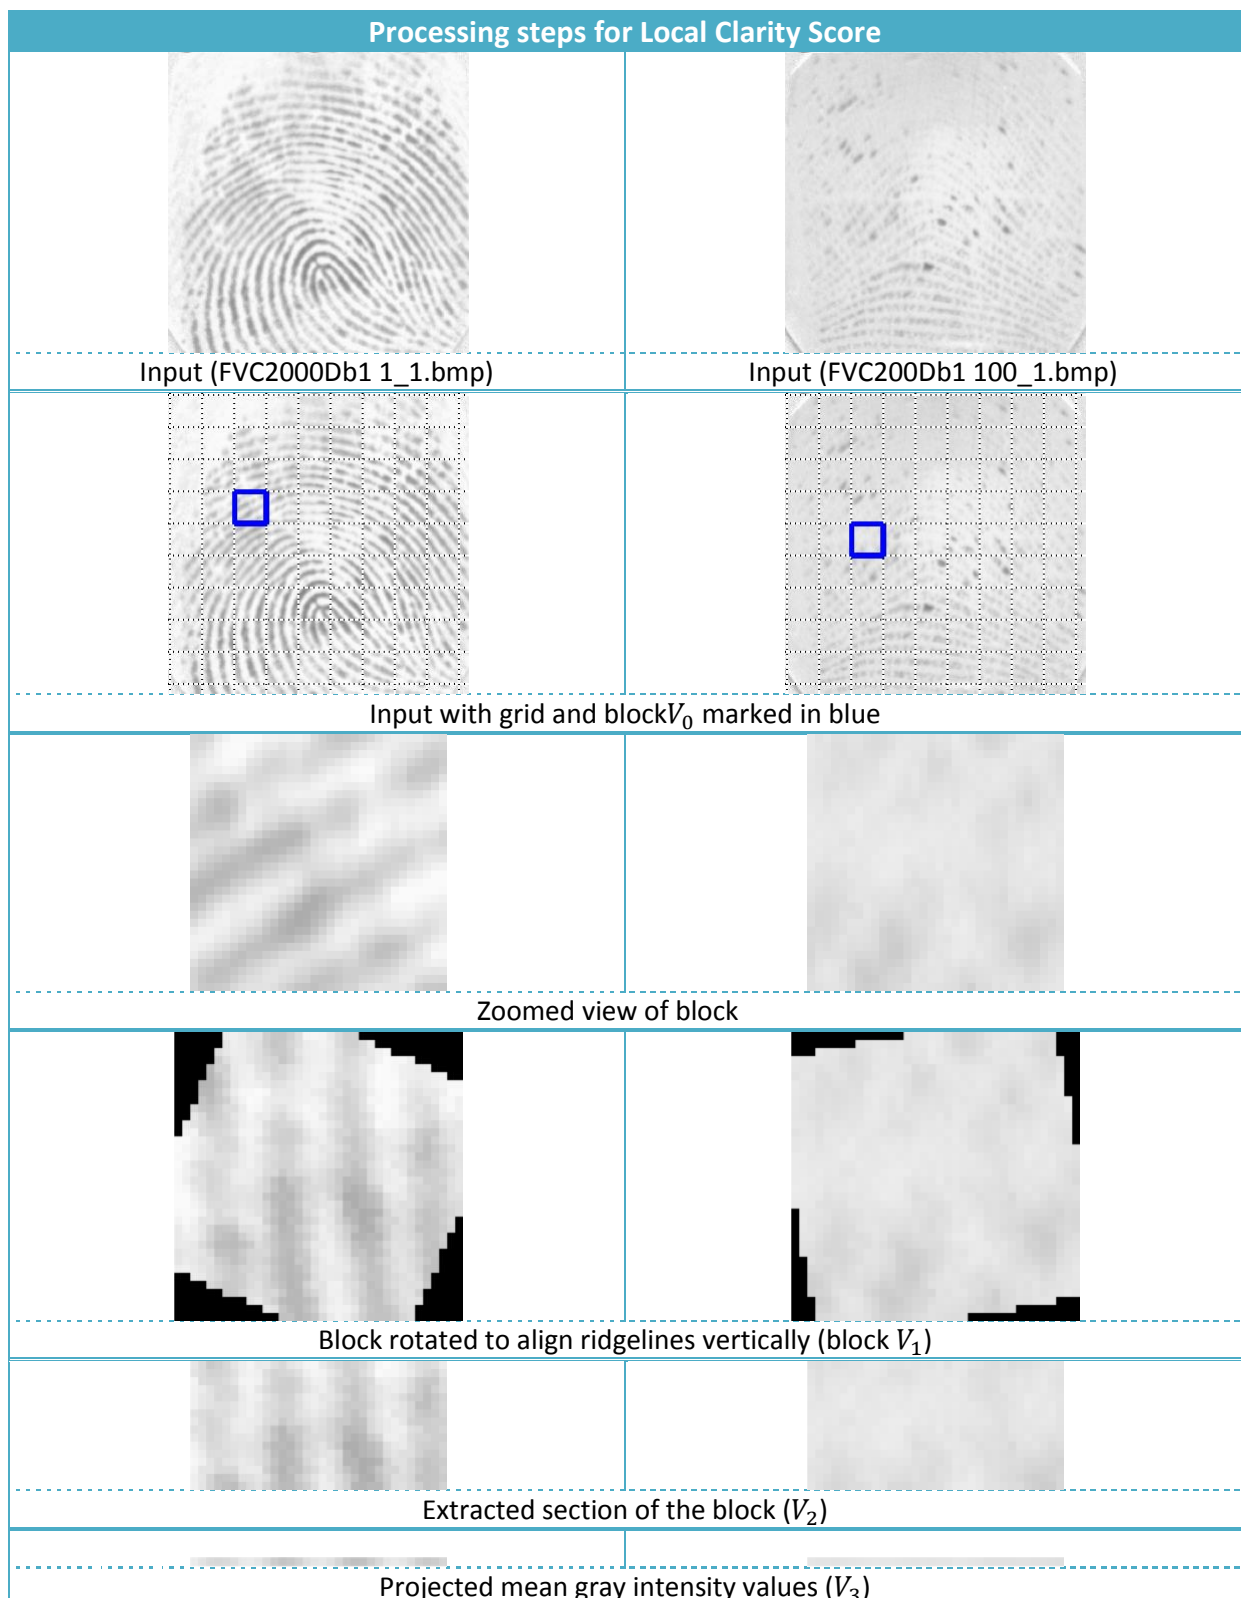 Processing steps for Local Clarity Score
Input (FVC2000Db1 1_1.bmp)
Input (FVC200Db1 100_1.bmp)
Input with grid and blockV₀ marked in blue
Zoomed view of block
Block rotated to align ridgelines vertically (block V₁)
Extracted section of the block (V₂)
Projected mean gray intensity values (V₃)